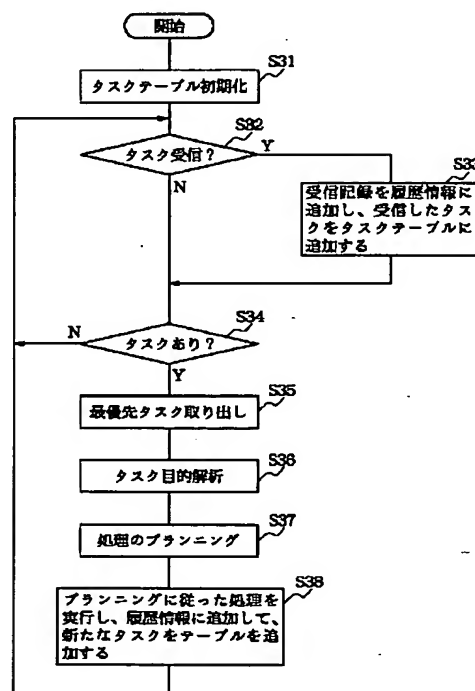 開始
S31
タスクテーブル初期化
S32
タスク受信?
Y
N
S33
受信記録を履歴情報に
追加し、受信したタス
クをタスクテーブルに
追加する
S34
N
タスクあり?
Y
S35
最優先タスク取り出し
S36
タスク目的解析
S37
処理のプランニング
S38
プランニングに従った処理を
実行し、履歴情報に追加して、
新たなタスクをテーブルを追
加する